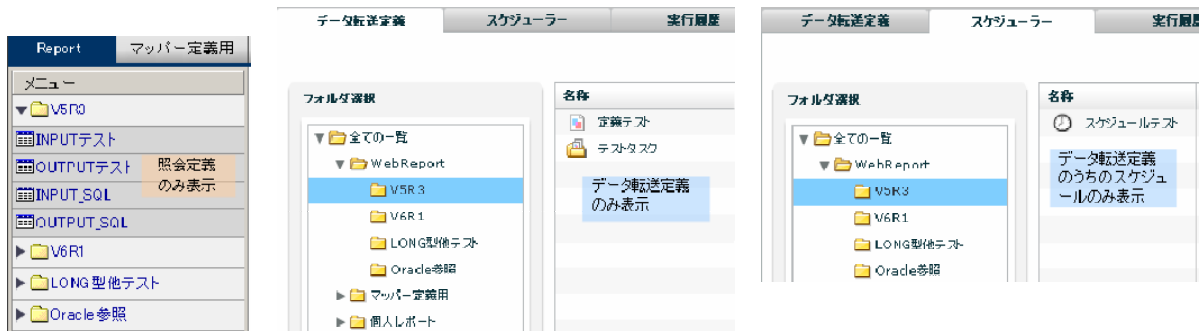 Report
マッパー定義用
メニュー
V5R3
INPUTテスト
OUTPUTテスト
照会定義
のみ表示
INPUT_SQL
OUTPUT_SQL
V6R1
LONG型他テスト
Oracle参照
データ転送定義
スケジューラー
実行履歴
フォルダ選択
全ての一覧
WebReport
V5R3
V6R1
LONG型他テスト
Oracle参照
マッパー定義用
個人レポート
名称
定義テスト
テストタスク
データ転送定義
のみ表示
データ転送定義
スケジューラー
実行履歴
フォルダ選択
全ての一覧
WebReport
V5R3
V6R1
LONG型他テスト
Oracle参照
名称
スケジュールテスト
データ転送定義
のうちのスケジュ
ールのみ表示